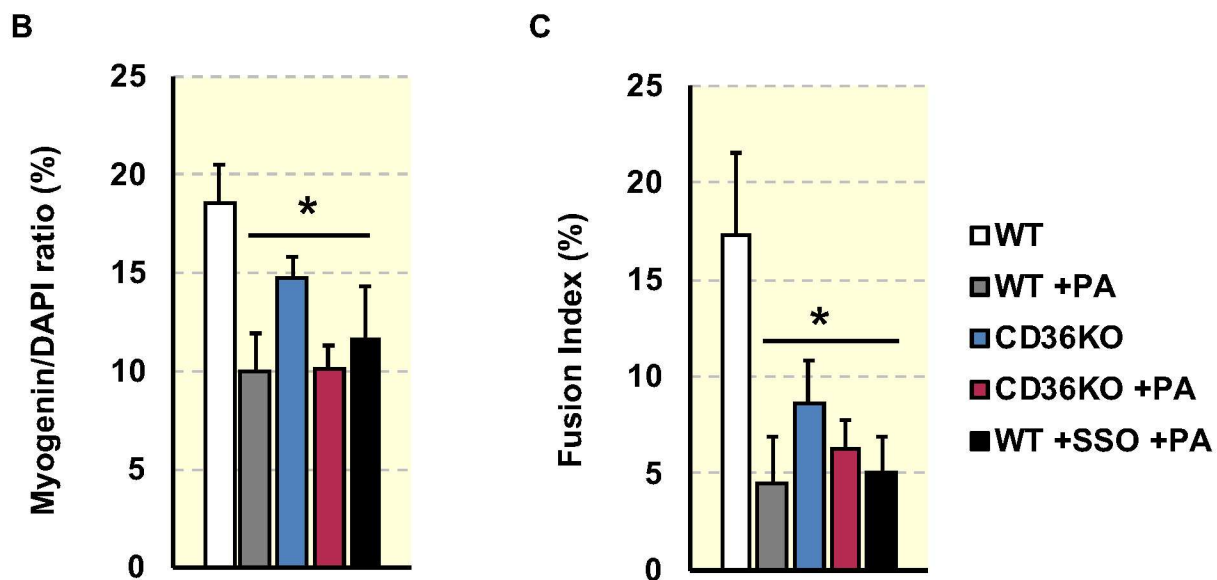 B
Myogenin/DAPI ratio (%)
25
20
15
10
5
0
*
C
Fusion Index (%)
25
20
15
10
5
0
*
WT
WT +PA
CD36KO
CD36KO +PA
WT +SSO +PA